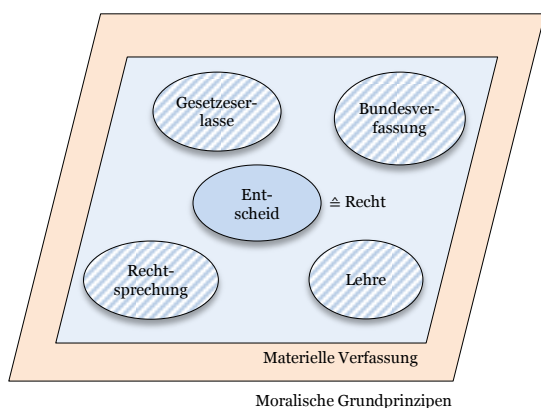 Gesetzeser-
lasse
Bundesver-
fassung
Ent-
scheid
≙ Recht
Recht-
sprechung
Lehre
Materielle Verfassung
Moralische Grundprinzipen